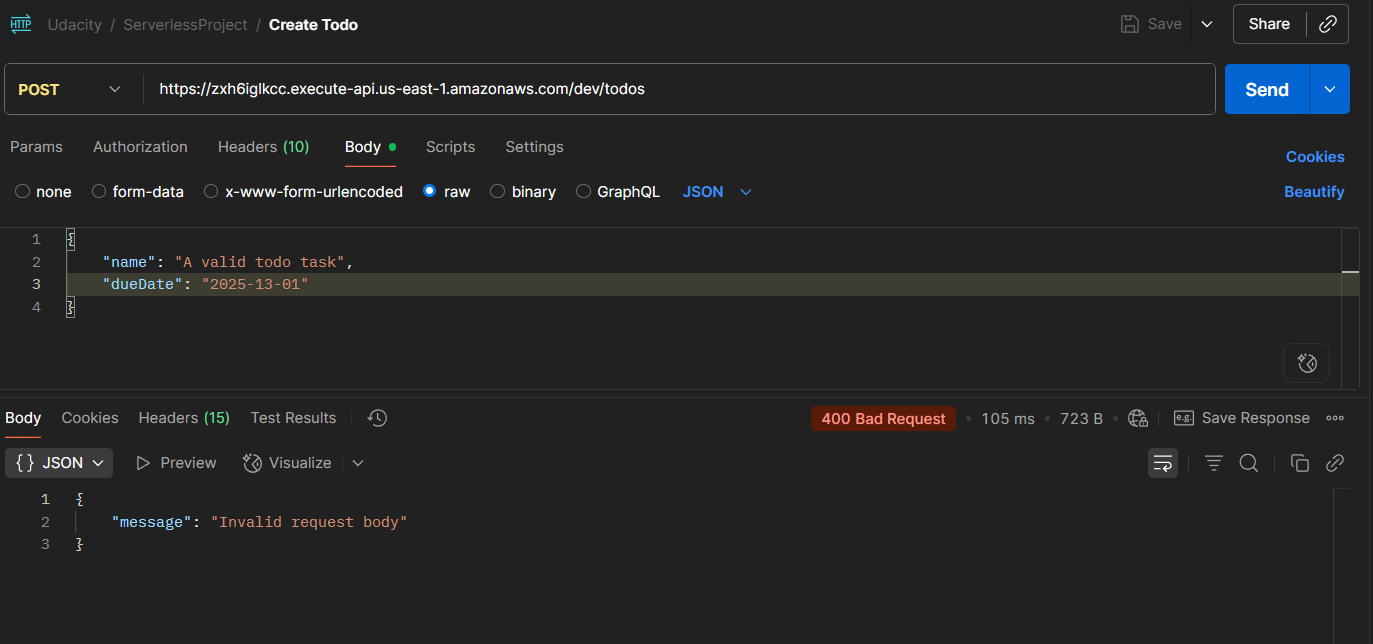 HTTP Udacity / ServerlessProject / Create Todo Save Share
POST https://zxh6iglkcc.execute-api.us-east-1.amazonaws.com/dev/todos Send
Params Authorization Headers (10) Body Scripts Settings Cookies
none form-data x-www-form-urlencoded raw binary GraphQL JSON Beautify
1 {
2 "name": "A valid todo task",
3 "dueDate": "2025-13-01"
4 }
Body Cookies Headers (15) Test Results 400 Bad Request • 105 ms • 723 B • e.g. Save Response
{} JSON Preview Visualize
1 {
2 "message": "Invalid request body"
3 }